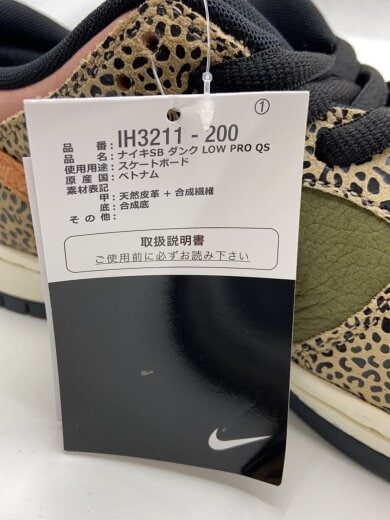 ①
品番: IH3211 - 200
品名: ナイキSB ダンク LOW PRO QS
使用用途: スケートボード
原産国: ベトナム
素材表記
甲: 天然皮革 + 合成繊維
底: 合成底
その他:
取扱説明書
ご使用前に必ずお読み下さい